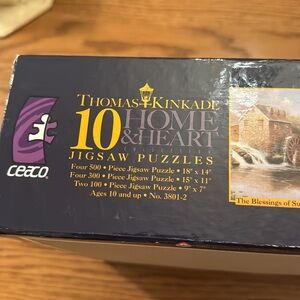 THOMAS KINKADE
10 HOME
& HEART
JIGSAW PUZZLES
Four 500 • Piece Jigsaw Puzzle • 18" x 14"
Four 300 • Piece Jigsaw Puzzle • 15" x 11"
Two 100 • Piece Jigsaw Puzzle • 9" x 7"
Ages 10 and up • No. 3801-2
ceaco
The Blessings of Su